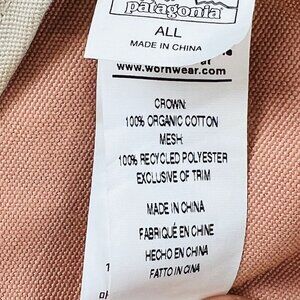 patagonia
ALL
MADE IN CHINA
www.wornwear.com
CROWN:
100% ORGANIC COTTON
MESH:
100% RECYCLED POLYESTER
EXCLUSIVE OF TRIM
MADE IN CHINA
FABRIQUÉ EN CHINE
HECHO EN CHINA
FATTO IN CINA